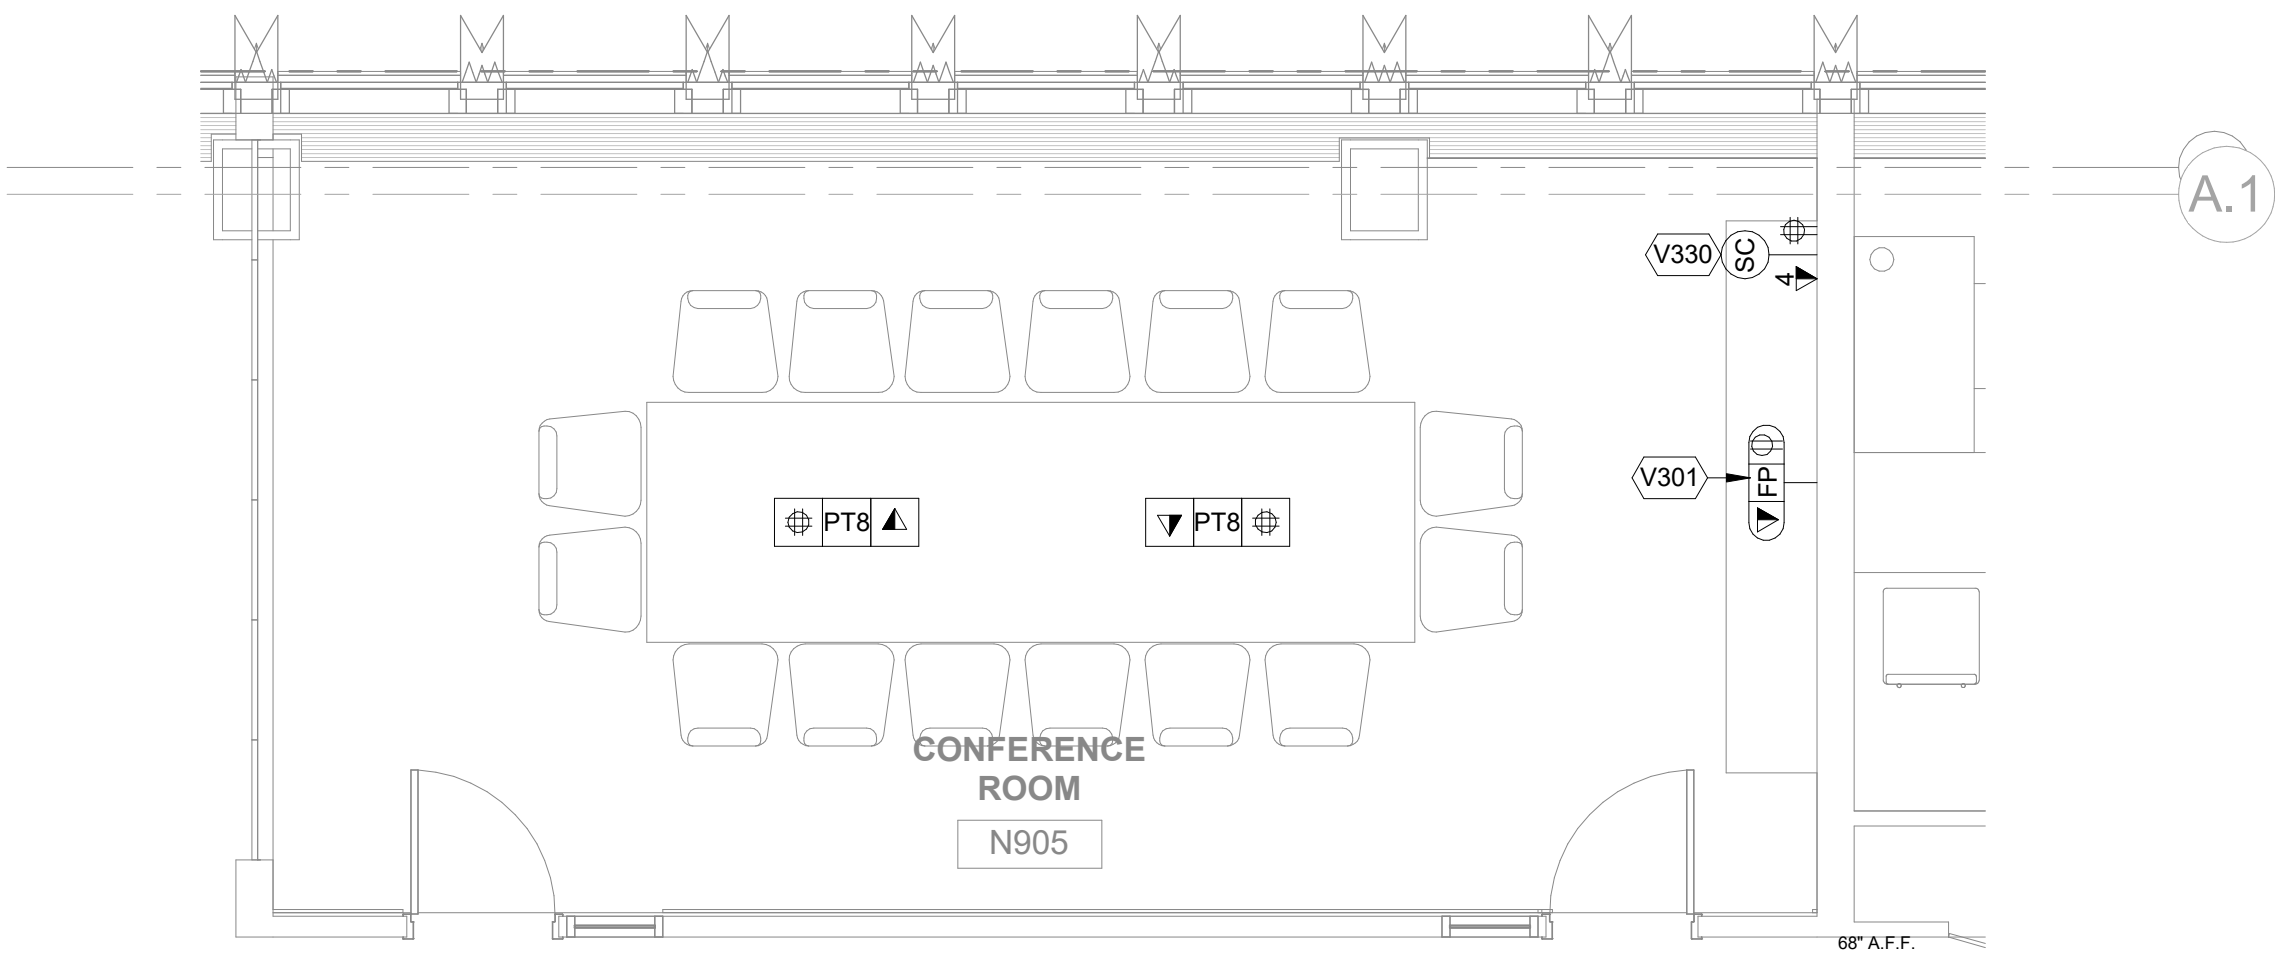 A.1
V330
SC
4
V301
FP
PT8
PT8
CONFERENCE
ROOM
N905
68" A.F.F.